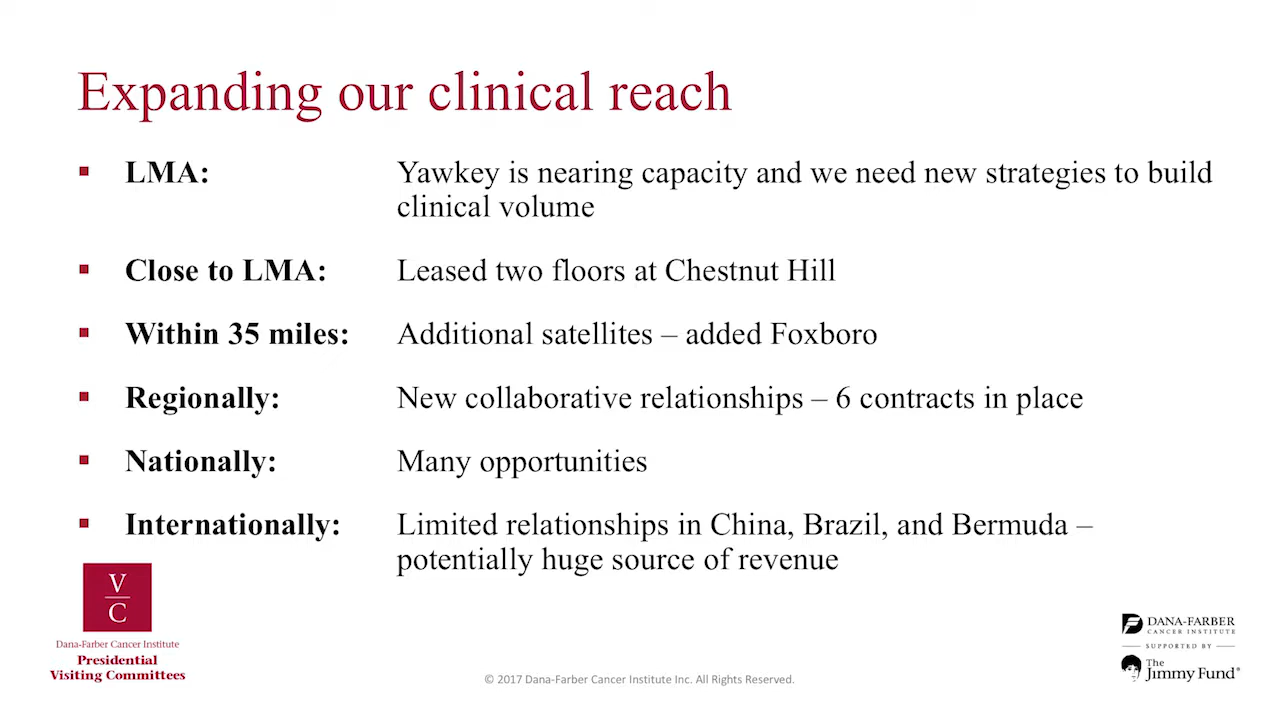 Expanding our clinical reach
▪ LMA: Yawkey is nearing capacity and we need new strategies to build
clinical volume
▪ Close to LMA: Leased two floors at Chestnut Hill
▪ Within 35 miles: Additional satellites – added Foxboro
▪ Regionally: New collaborative relationships – 6 contracts in place
▪ Nationally: Many opportunities
▪ Internationally: Limited relationships in China, Brazil, and Bermuda –
potentially huge source of revenue
V
C
Dana-Farber Cancer Institute
Presidential
Visiting Committees
© 2017 Dana-Farber Cancer Institute Inc. All Rights Reserved.
DANA-FARBER
CANCER INSTITUTE
SUPPORTED BY
The
Jimmy Fund®